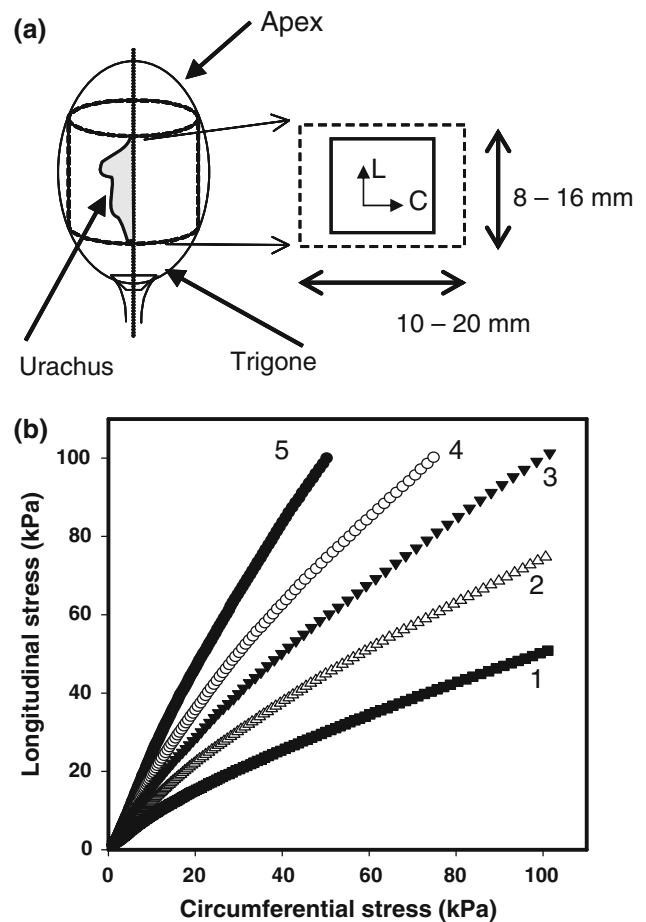 (a)
Apex
L
C
8 – 16 mm
10 – 20 mm
Urachus
Trigone
(b)
5
4
3
2
1
100
80
60
40
20
0
Longitudinal stress (kPa)
0 20 40 60 80 100
Circumferential stress (kPa)